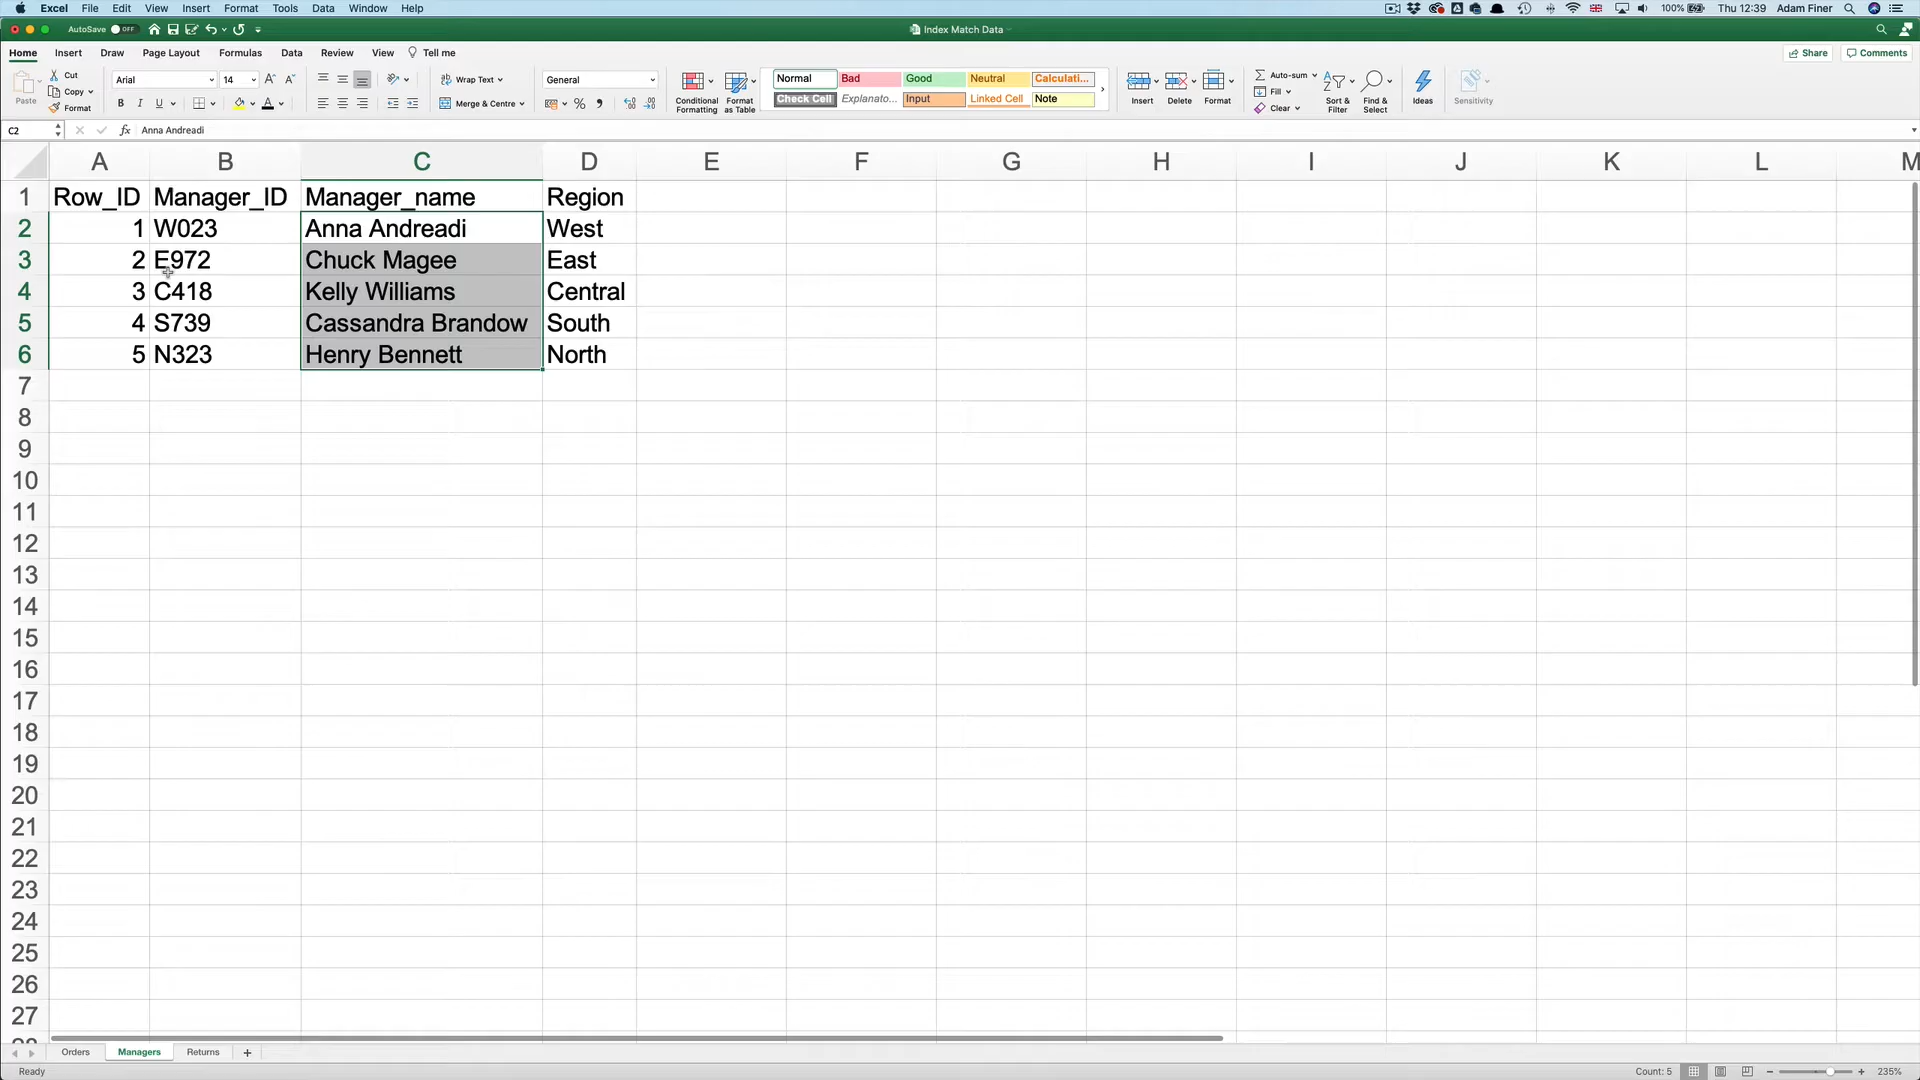 Excel File Edit View Insert Format Tools Data Window Help 100% Thu 12:39 Adam Finer
AutoSave OFF Index Match Data
Home Insert Draw Page Layout Formulas Data Review View Tell me Share Comments
Paste Cut Copy Format Arial 14 Wrap Text Merge & Centre General Conditional Formatting Format as Table Normal Bad Good Neutral Calculati... Check Cell Explanato... Input Linked Cell Note Insert Delete Format Auto-sum Fill Clear Sort & Filter Find & Select Ideas Sensitivity
C2 fx Anna Andreadi
A B C D E F G H I J K L M
1 Row_ID Manager_ID Manager_name Region
2 1 W023 Anna Andreadi West
3 2 E972 Chuck Magee East
4 3 C418 Kelly Williams Central
5 4 S739 Cassandra Brandow South
6 5 N323 Henry Bennett North
7
8
9
10
11
12
13
14
15
16
17
18
19
20
21
22
23
24
25
26
27
Orders Managers Returns +
Ready Count: 5 235%